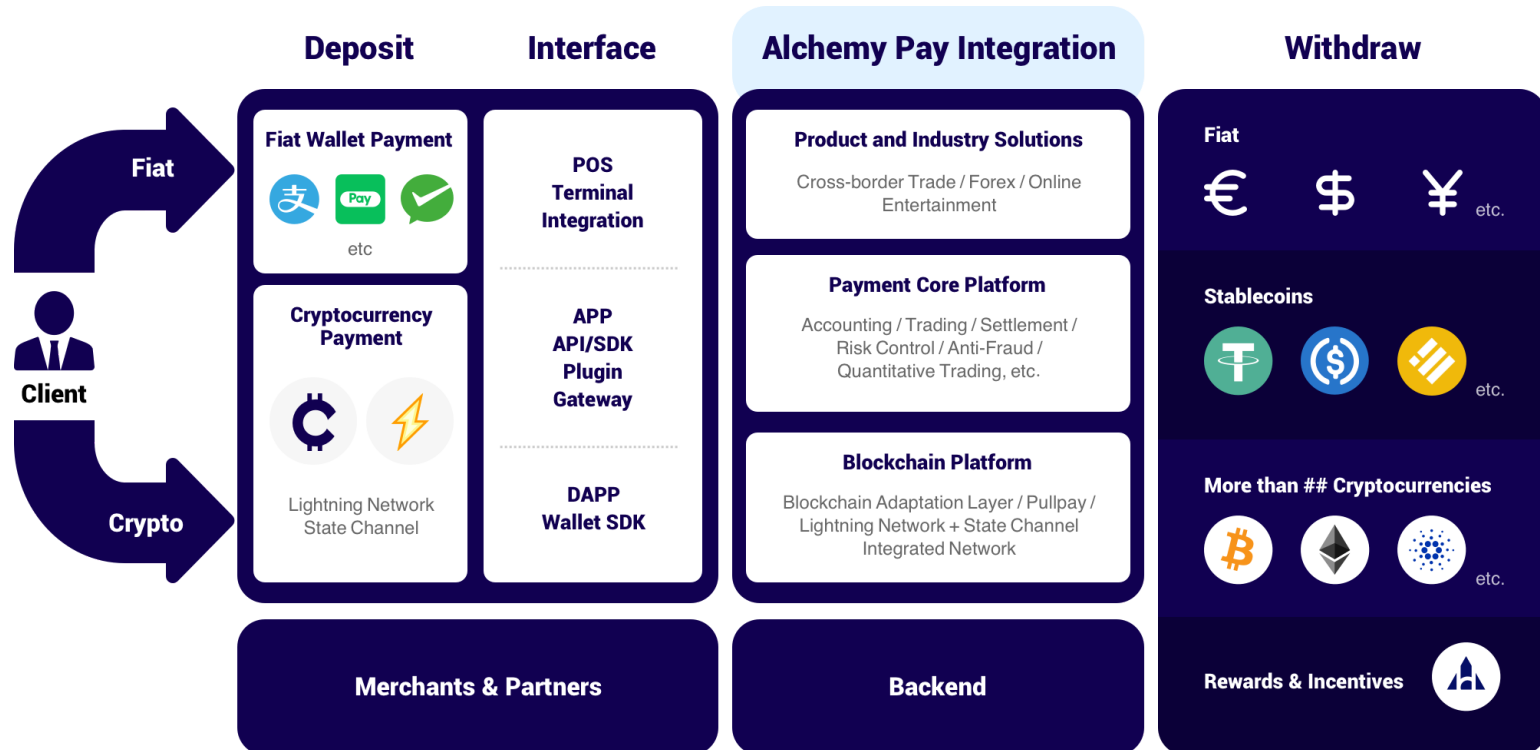 Deposit
Interface
Alchemy Pay Integration
Withdraw
Fiat
Client
Crypto
Fiat Wallet Payment
支
Pay
etc
Cryptocurrency
Payment
Lightning Network
State Channel
POS
Terminal
Integration
APP
API/SDK
Plugin
Gateway
DAPP
Wallet SDK
Merchants & Partners
Product and Industry Solutions
Cross-border Trade / Forex / Online
Entertainment
Payment Core Platform
Accounting / Trading / Settlement /
Risk Control / Anti-Fraud /
Quantitative Trading, etc.
Blockchain Platform
Blockchain Adaptation Layer / Pullpay /
Lightning Network + State Channel
Integrated Network
Backend
Fiat
€ $ ¥ etc.
Stablecoins
etc.
More than ## Cryptocurrencies
etc.
Rewards & Incentives